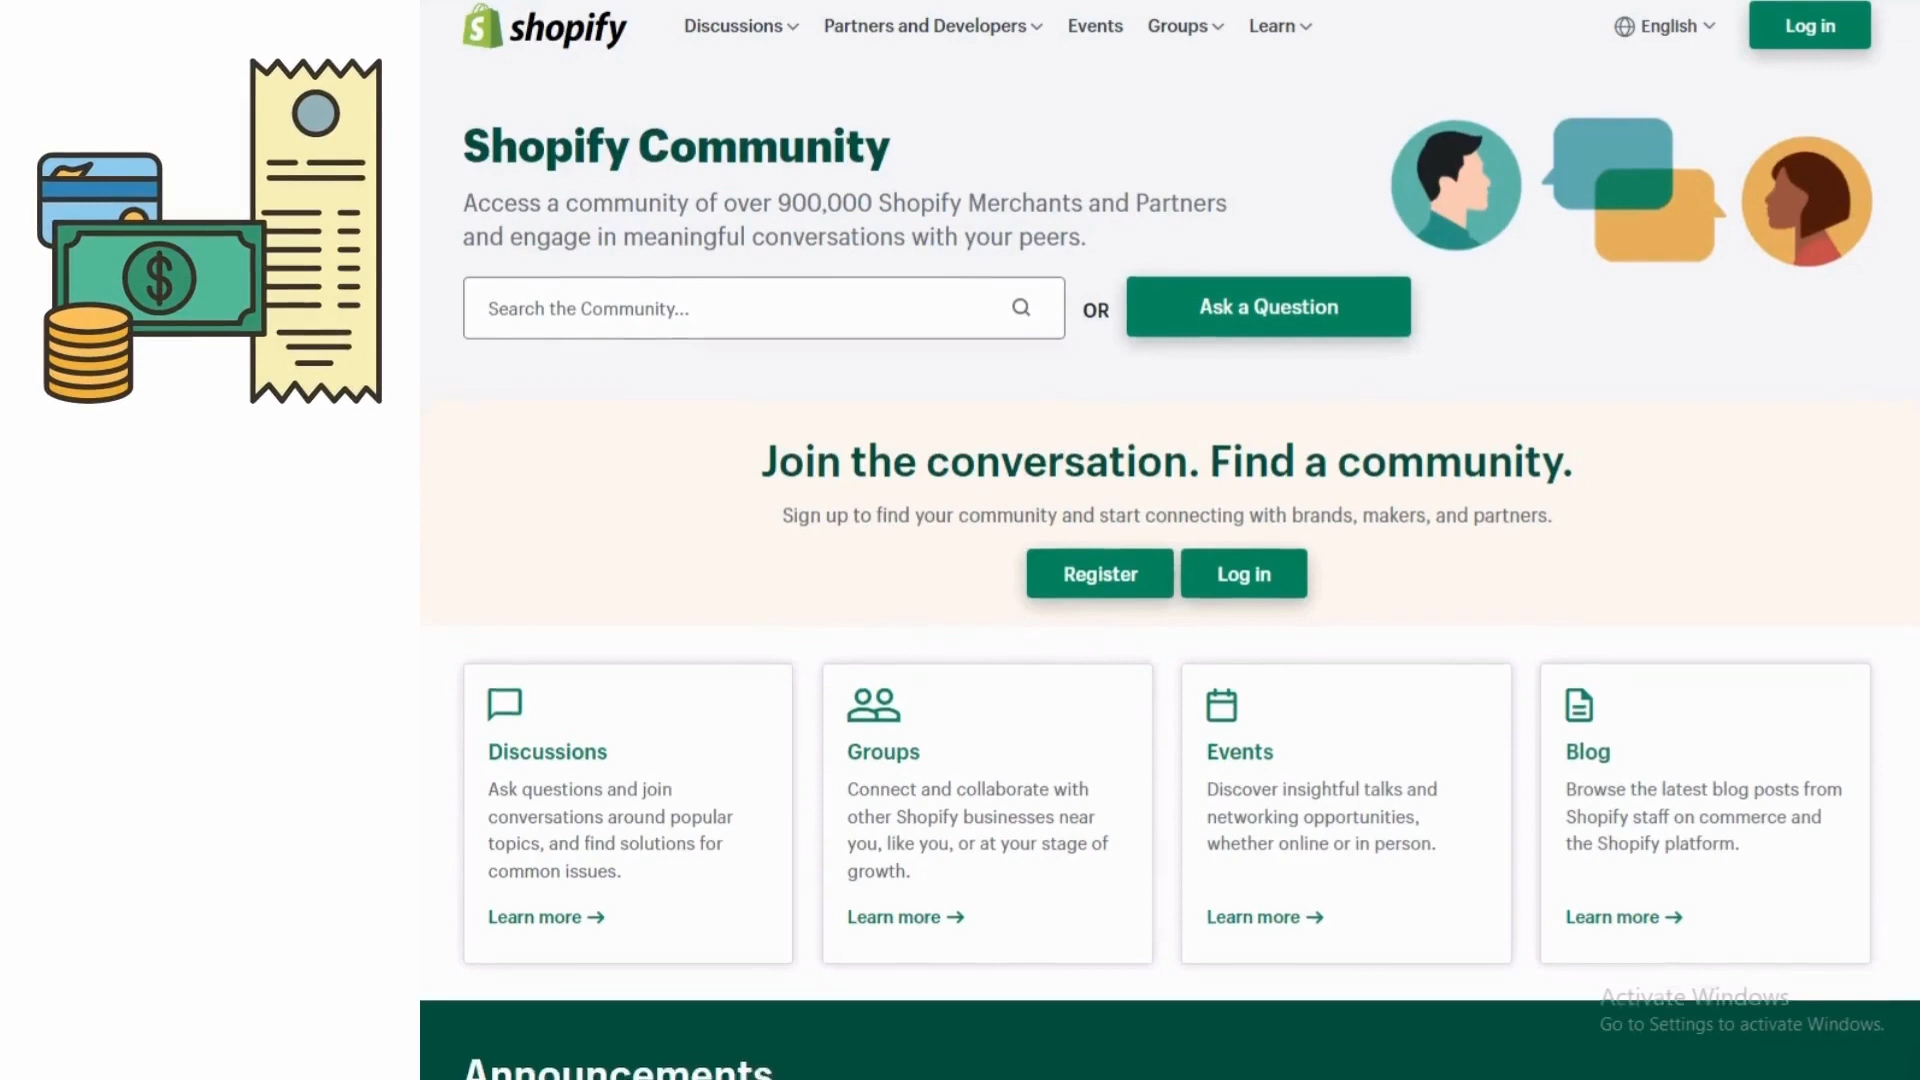 shopify
Discussions
Partners and Developers
Events
Groups
Learn
English
Log in
Shopify Community
Access a community of over 900,000 Shopify Merchants and Partners
and engage in meaningful conversations with your peers.
Search the Community...
OR
Ask a Question
$
Join the conversation. Find a community.
Sign up to find your community and start connecting with brands, makers, and partners.
Register
Log in
Discussions
Ask questions and join
conversations around popular
topics, and find solutions for
common issues.
Learn more →
Groups
Connect and collaborate with
other Shopify businesses near
you, like you, or at your stage of
growth.
Learn more →
Events
Discover insightful talks and
networking opportunities,
whether online or in person.
Learn more →
Blog
Browse the latest blog posts from
Shopify staff on commerce and
the Shopify platform.
Learn more →
Activate Windows
Go to Settings to activate Windows.
Announcements